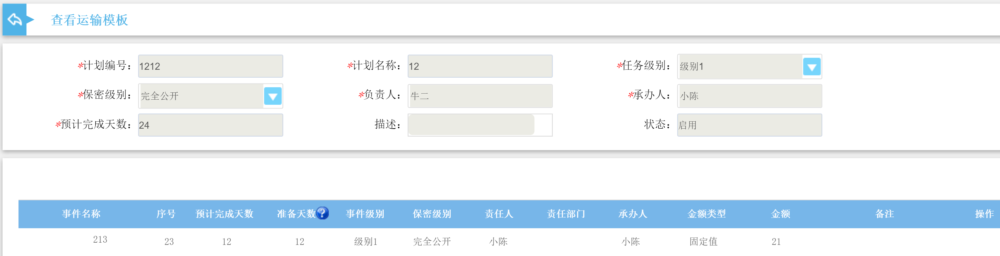 查看运输模板
*计划编号：1212 *计划名称：12 *任务级别：级别1
*保密级别：完全公开 *负责人：牛二 *承办人：小陈
*预计完成天数：24 描述： 状态：启用
事件名称 序号 预计完成天数 准备天数? 事件级别 保密级别 责任人 责任部门 承办人 金额类型 金额 备注 操作
213 23 12 12 级别1 完全公开 小陈 小陈 固定值 21